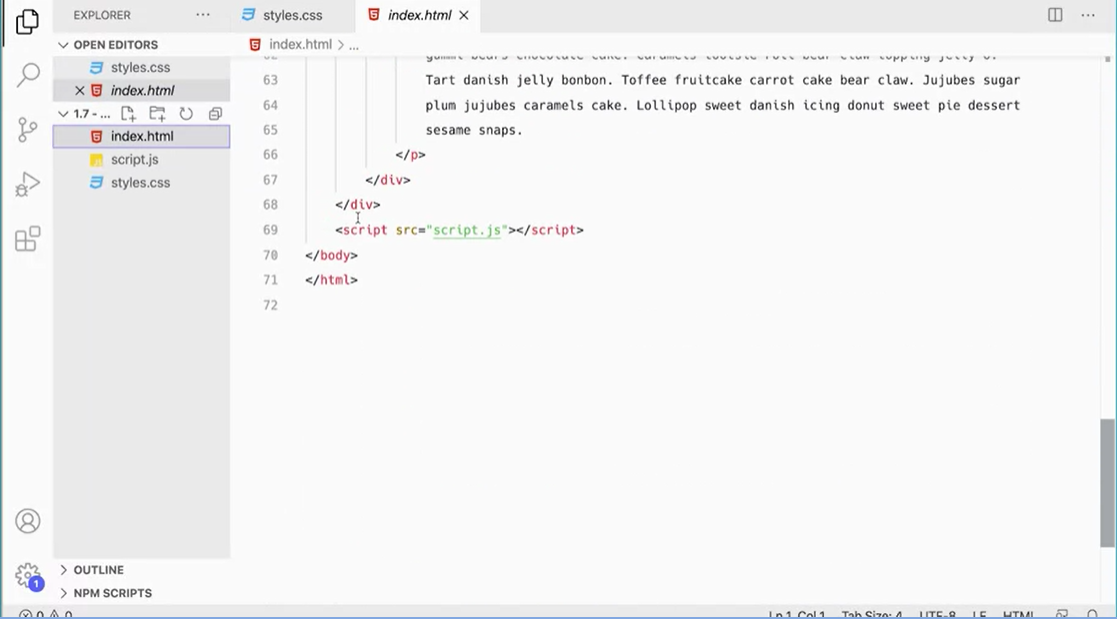 EXPLORER
styles.css
index.html
OPEN EDITORS
index.html > ...
styles.css
index.html
1.7 - ...
index.html
script.js
styles.css
63 Tart danish jelly bonbon. Toffee fruitcake carrot cake bear claw. Jujubes sugar
64 plum jujubes caramels cake. Lollipop sweet danish icing donut sweet pie dessert
65 sesame snaps.
66 </p>
67 </div>
68 </div>
69 <script src="script.js"></script>
70 </body>
71 </html>
72
1
OUTLINE
NPM SCRIPTS
0 0
Ln 1, Col 1 Tab Size: 4 UTF-8 LF HTML